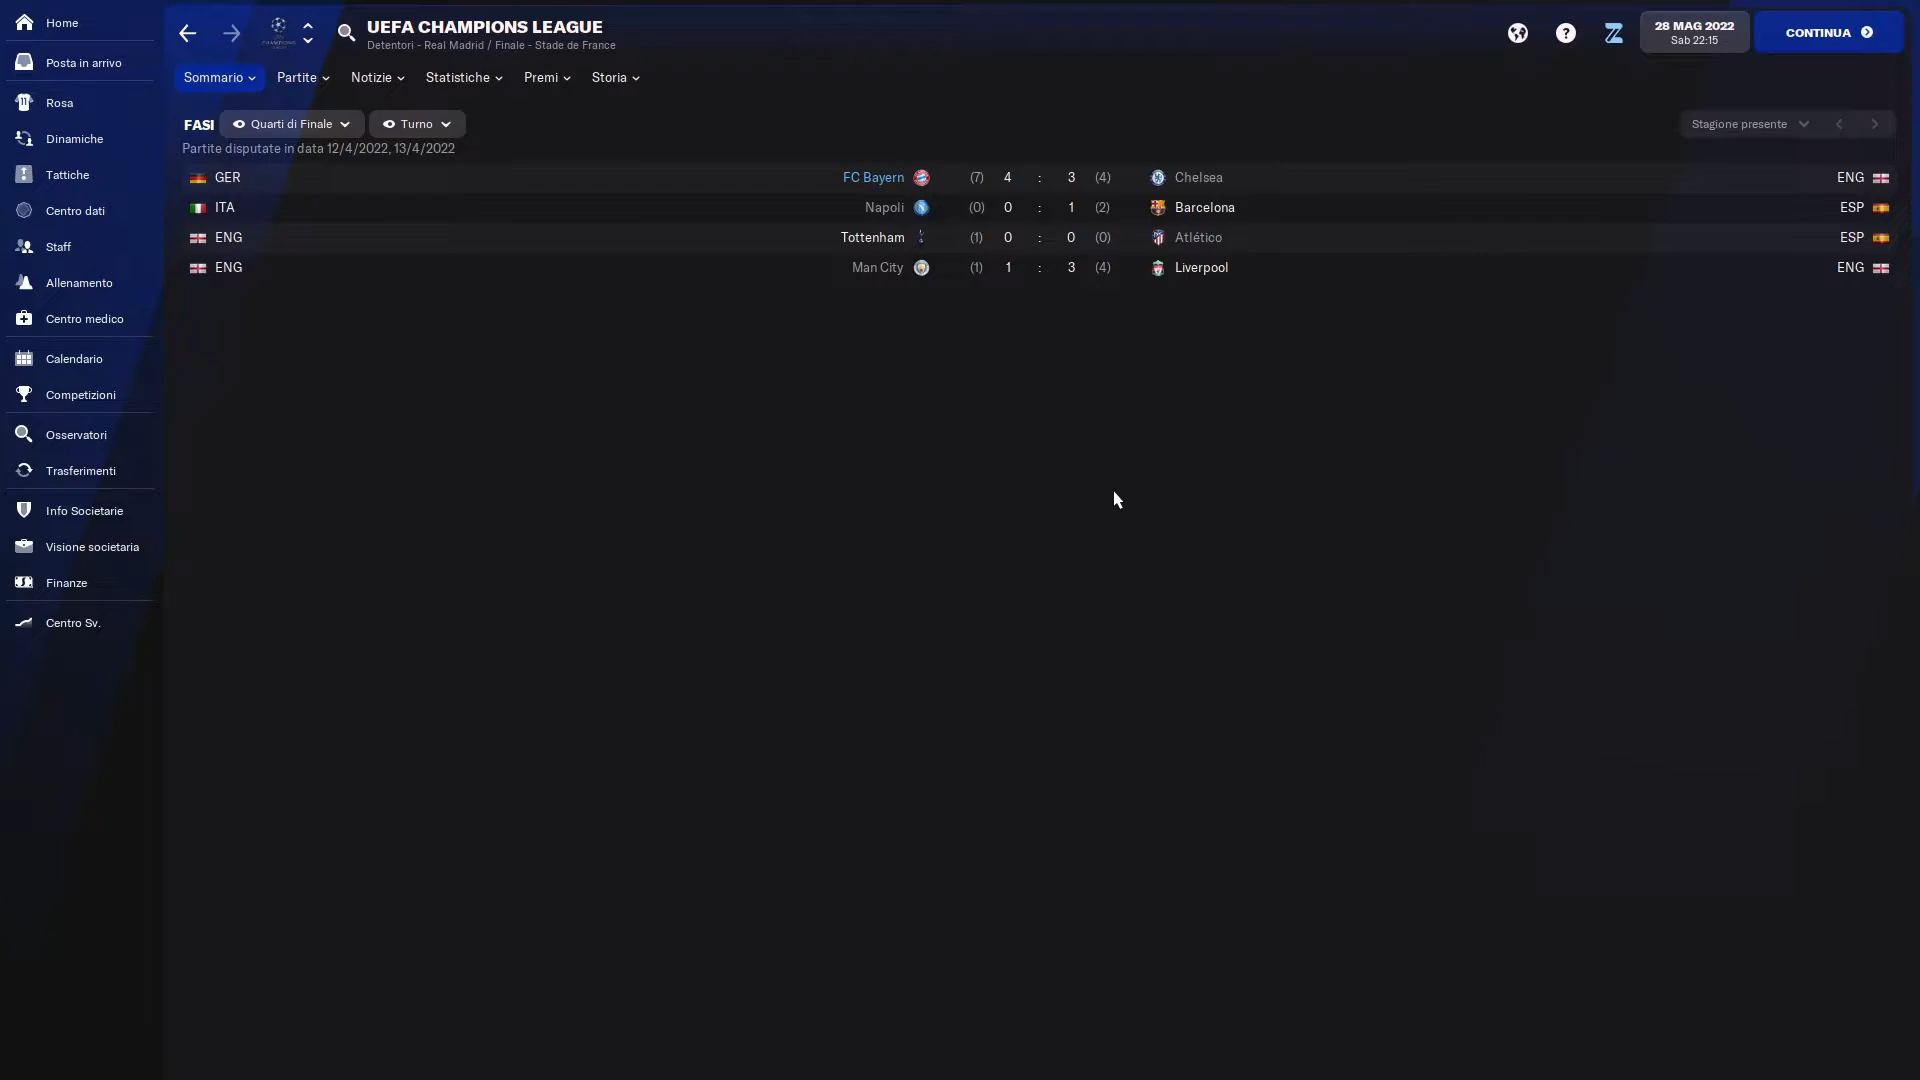 Home
Posta in arrivo
Rosa
Dinamiche
Tattiche
Centro dati
Staff
Allenamento
Centro medico
Calendario
Competizioni
Osservatori
Trasferimenti
Info Societarie
Visione societaria
Finanze
Centro Sv.
UEFA CHAMPIONS LEAGUE
Detentori - Real Madrid / Finale - Stade de France
28 MAG 2022
Sab 22:15
CONTINUA
Sommario Partite Notizie Statistiche Premi Storia
FASI Quarti di Finale Turno Stagione presente
Partite disputate in data 12/4/2022, 13/4/2022
GER FC Bayern (7) 4 : 3 (4) Chelsea ENG
ITA Napoli (0) 0 : 1 (2) Barcelona ESP
ENG Tottenham (1) 0 : 0 (0) Atlético ESP
ENG Man City (1) 1 : 3 (4) Liverpool ENG